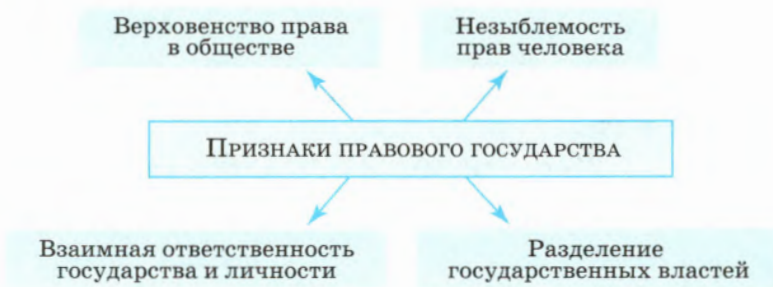 Верховенство права
в обществе
Незыблемость
прав человека
Признаки правового государства
Взаимная ответственность
государства и личности
Разделение
государственных властей